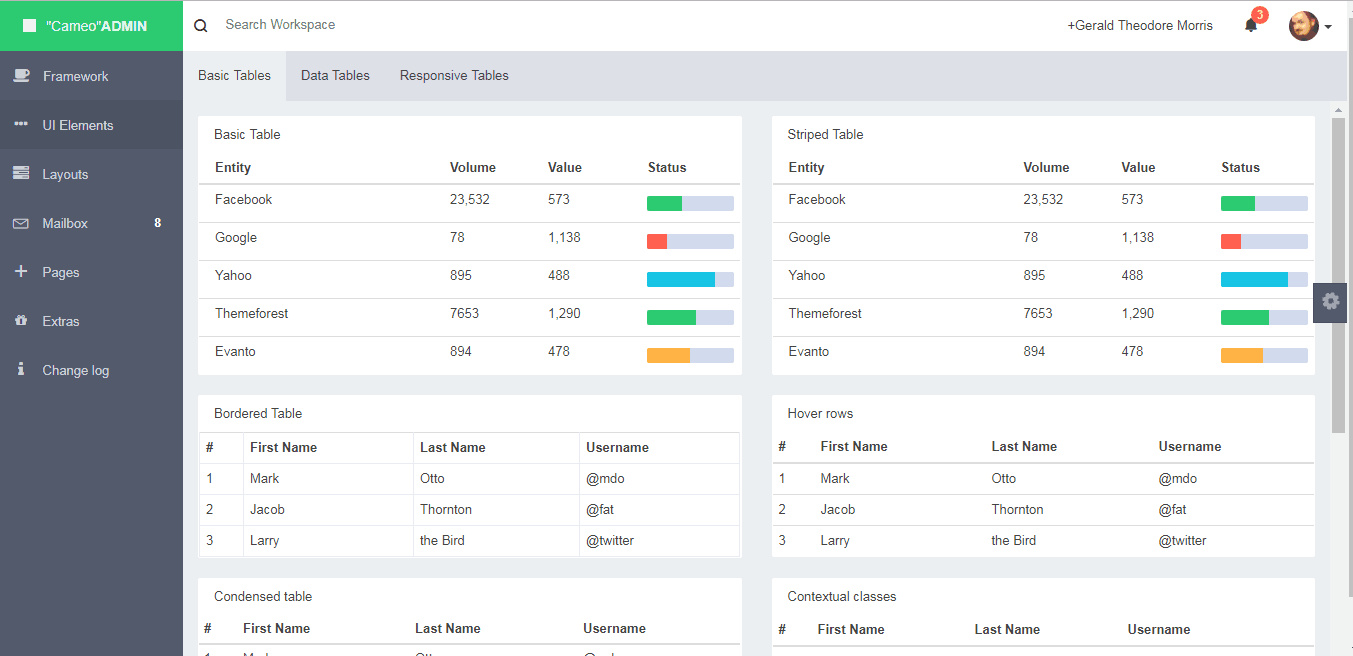 "Cameo"ADMIN
Search Workspace
+Gerald Theodore Morris
3
Framework
UI Elements
Layouts
Mailbox 8
Pages
Extras
Change log
Basic Tables Data Tables Responsive Tables
Basic Table
Entity Volume Value Status
Facebook 23,532 573
Google 78 1,138
Yahoo 895 488
Themeforest 7653 1,290
Evanto 894 478
Striped Table
Entity Volume Value Status
Facebook 23,532 573
Google 78 1,138
Yahoo 895 488
Themeforest 7653 1,290
Evanto 894 478
Bordered Table
# First Name Last Name Username
1 Mark Otto @mdo
2 Jacob Thornton @fat
3 Larry the Bird @twitter
Hover rows
# First Name Last Name Username
1 Mark Otto @mdo
2 Jacob Thornton @fat
3 Larry the Bird @twitter
Condensed table
# First Name Last Name Username
Contextual classes
# First Name Last Name Username